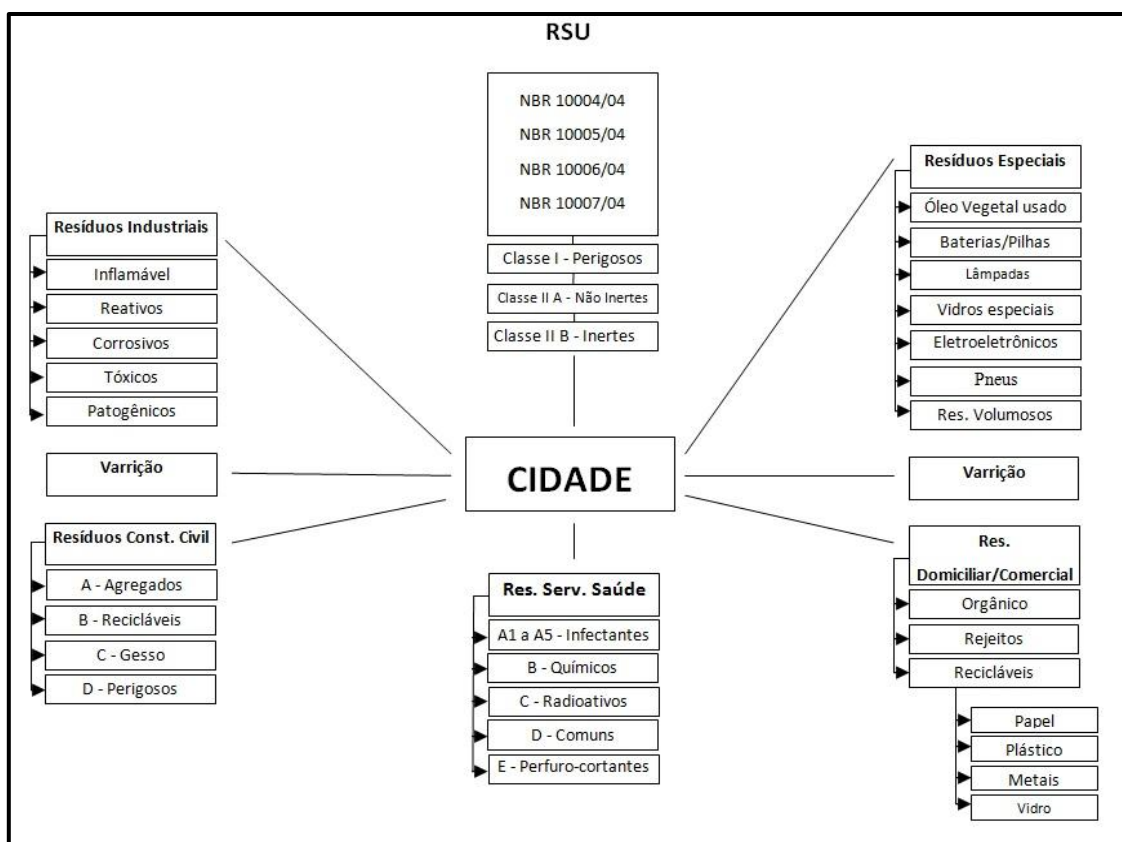 RSU
NBR 10004/04
NBR 10005/04
NBR 10006/04
NBR 10007/04
Classe I - Perigosos
Classe II A - Não Inertes
Classe II B - Inertes
Resíduos Industriais
Inflamável
Reativos
Corrosivos
Tóxicos
Patogênicos
Varrição
Resíduos Const. Civil
A - Agregados
B - Recicláveis
C - Gesso
D - Perigosos
CIDADE
Res. Serv. Saúde
A1 a A5 - Infectantes
B - Químicos
C - Radioativos
D - Comuns
E - Perfuro-cortantes
Resíduos Especiais
Óleo Vegetal usado
Baterias/Pilhas
Lâmpadas
Vidros especiais
Eletroeletrônicos
Pneus
Res. Volumosos
Varrição
Res.
Domiciliar/Comercial
Orgânico
Rejeitos
Recicláveis
Papel
Plástico
Metais
Vidro